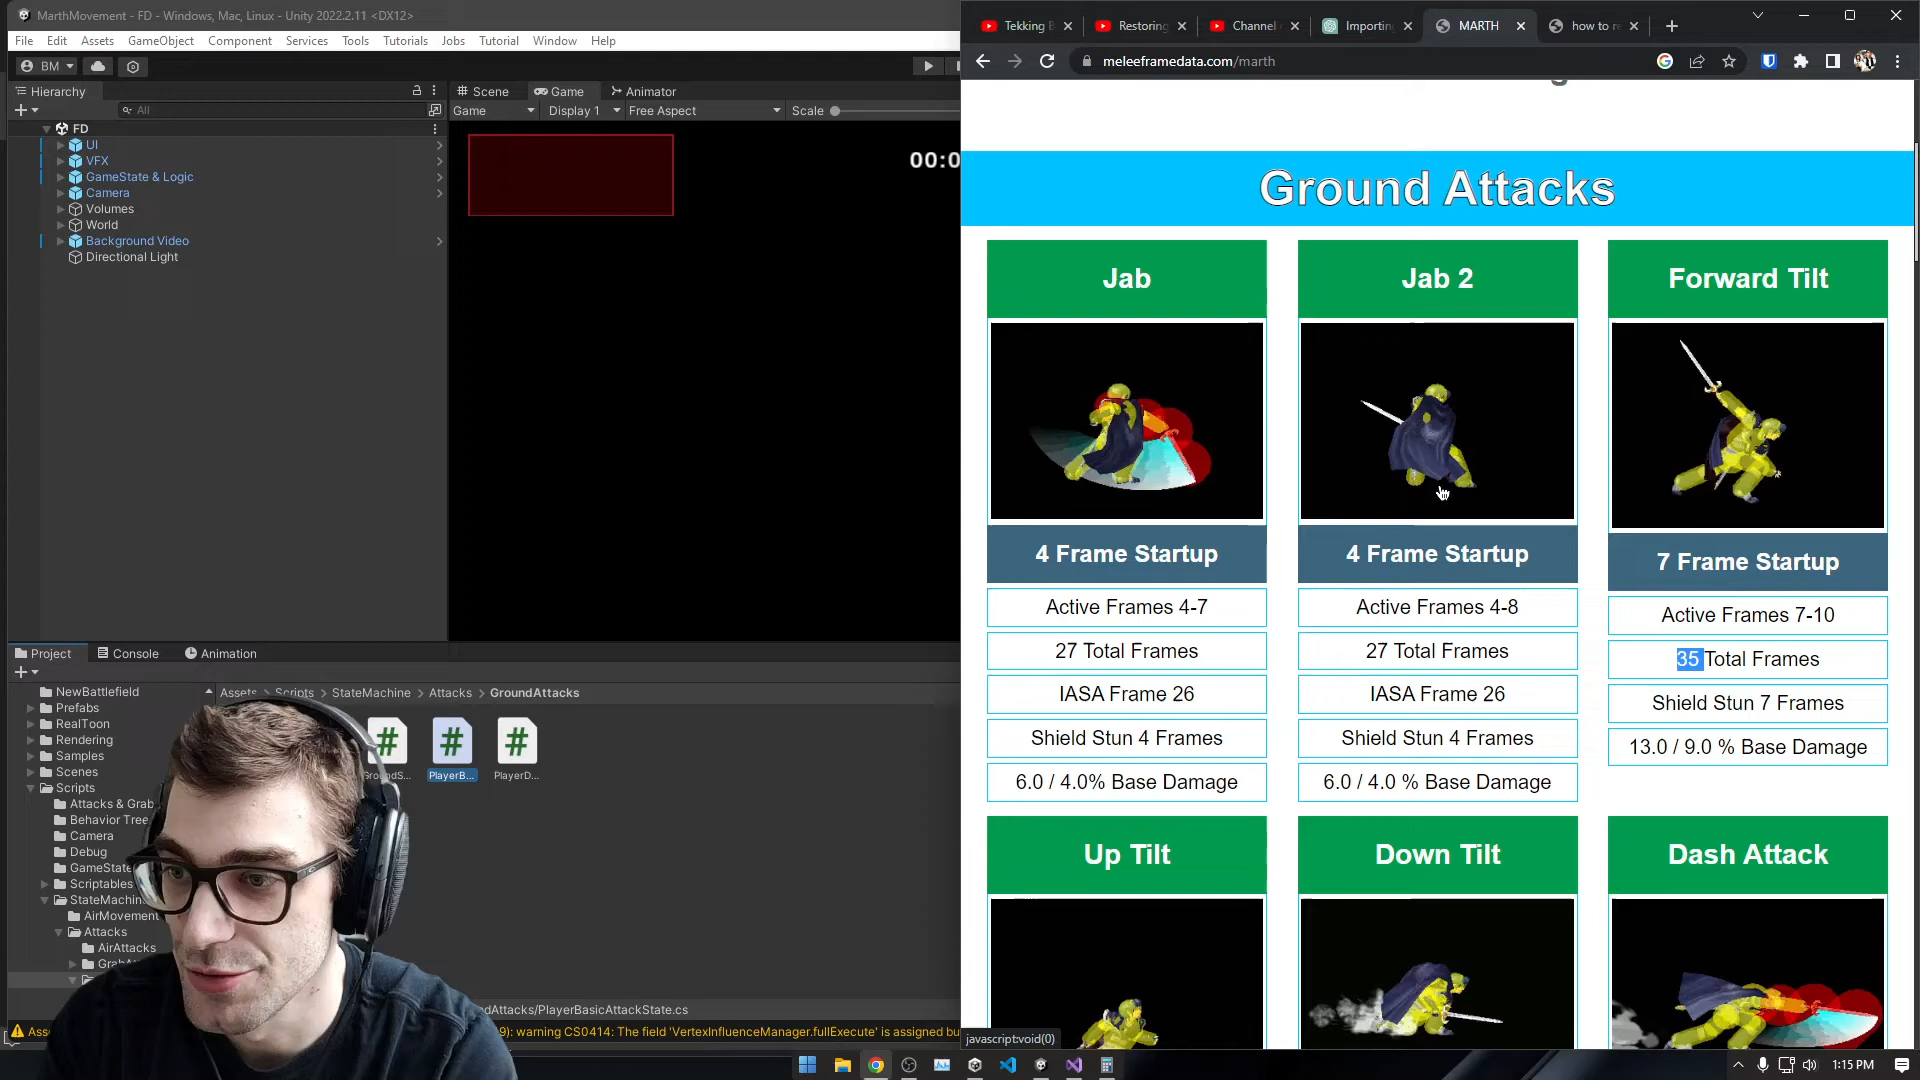 MarthMovement - FD - Windows, Mac, Linux - Unity 2022.2.11 <DX12>
File Edit Assets GameObject Component Services Tools Tutorials Jobs Tutorial Window Help
BM
Hierarchy
All
FD
UI
VFX
GameState & Logic
Camera
Volumes
World
Background Video
Directional Light
Scene Game Animator
Game Display 1 Free Aspect Scale
00:0
Project Console Animation
NewBattlefield
Prefabs
RealToon
Rendering
Samples
Scenes
Scripts
Attacks & Grab
Behavior Tree
Camera
Debug
GameState
Scriptables
StateMachin
AirMovement
Attacks
AirAttacks
Assets > Scripts > StateMachine > Attacks > GroundAttacks
GroundS...
PlayerB...
PlayerD...
ndAttacks/PlayerBasicAttackState.cs
9): warning CS0414: The field 'VertexInfluenceManager.fullExecute' is assigned bu
Tekking
Restoring
Channel
Importing
MARTH
how to re
meleeframedata.com/marth
Ground Attacks
Jab
4 Frame Startup
Active Frames 4-7
27 Total Frames
IASA Frame 26
Shield Stun 4 Frames
6.0 / 4.0% Base Damage
Jab 2
4 Frame Startup
Active Frames 4-8
27 Total Frames
IASA Frame 26
Shield Stun 4 Frames
6.0 / 4.0 % Base Damage
Forward Tilt
7 Frame Startup
Active Frames 7-10
35 Total Frames
Shield Stun 7 Frames
13.0 / 9.0 % Base Damage
Up Tilt
Down Tilt
Dash Attack
javascript:void(0)
1:15 PM